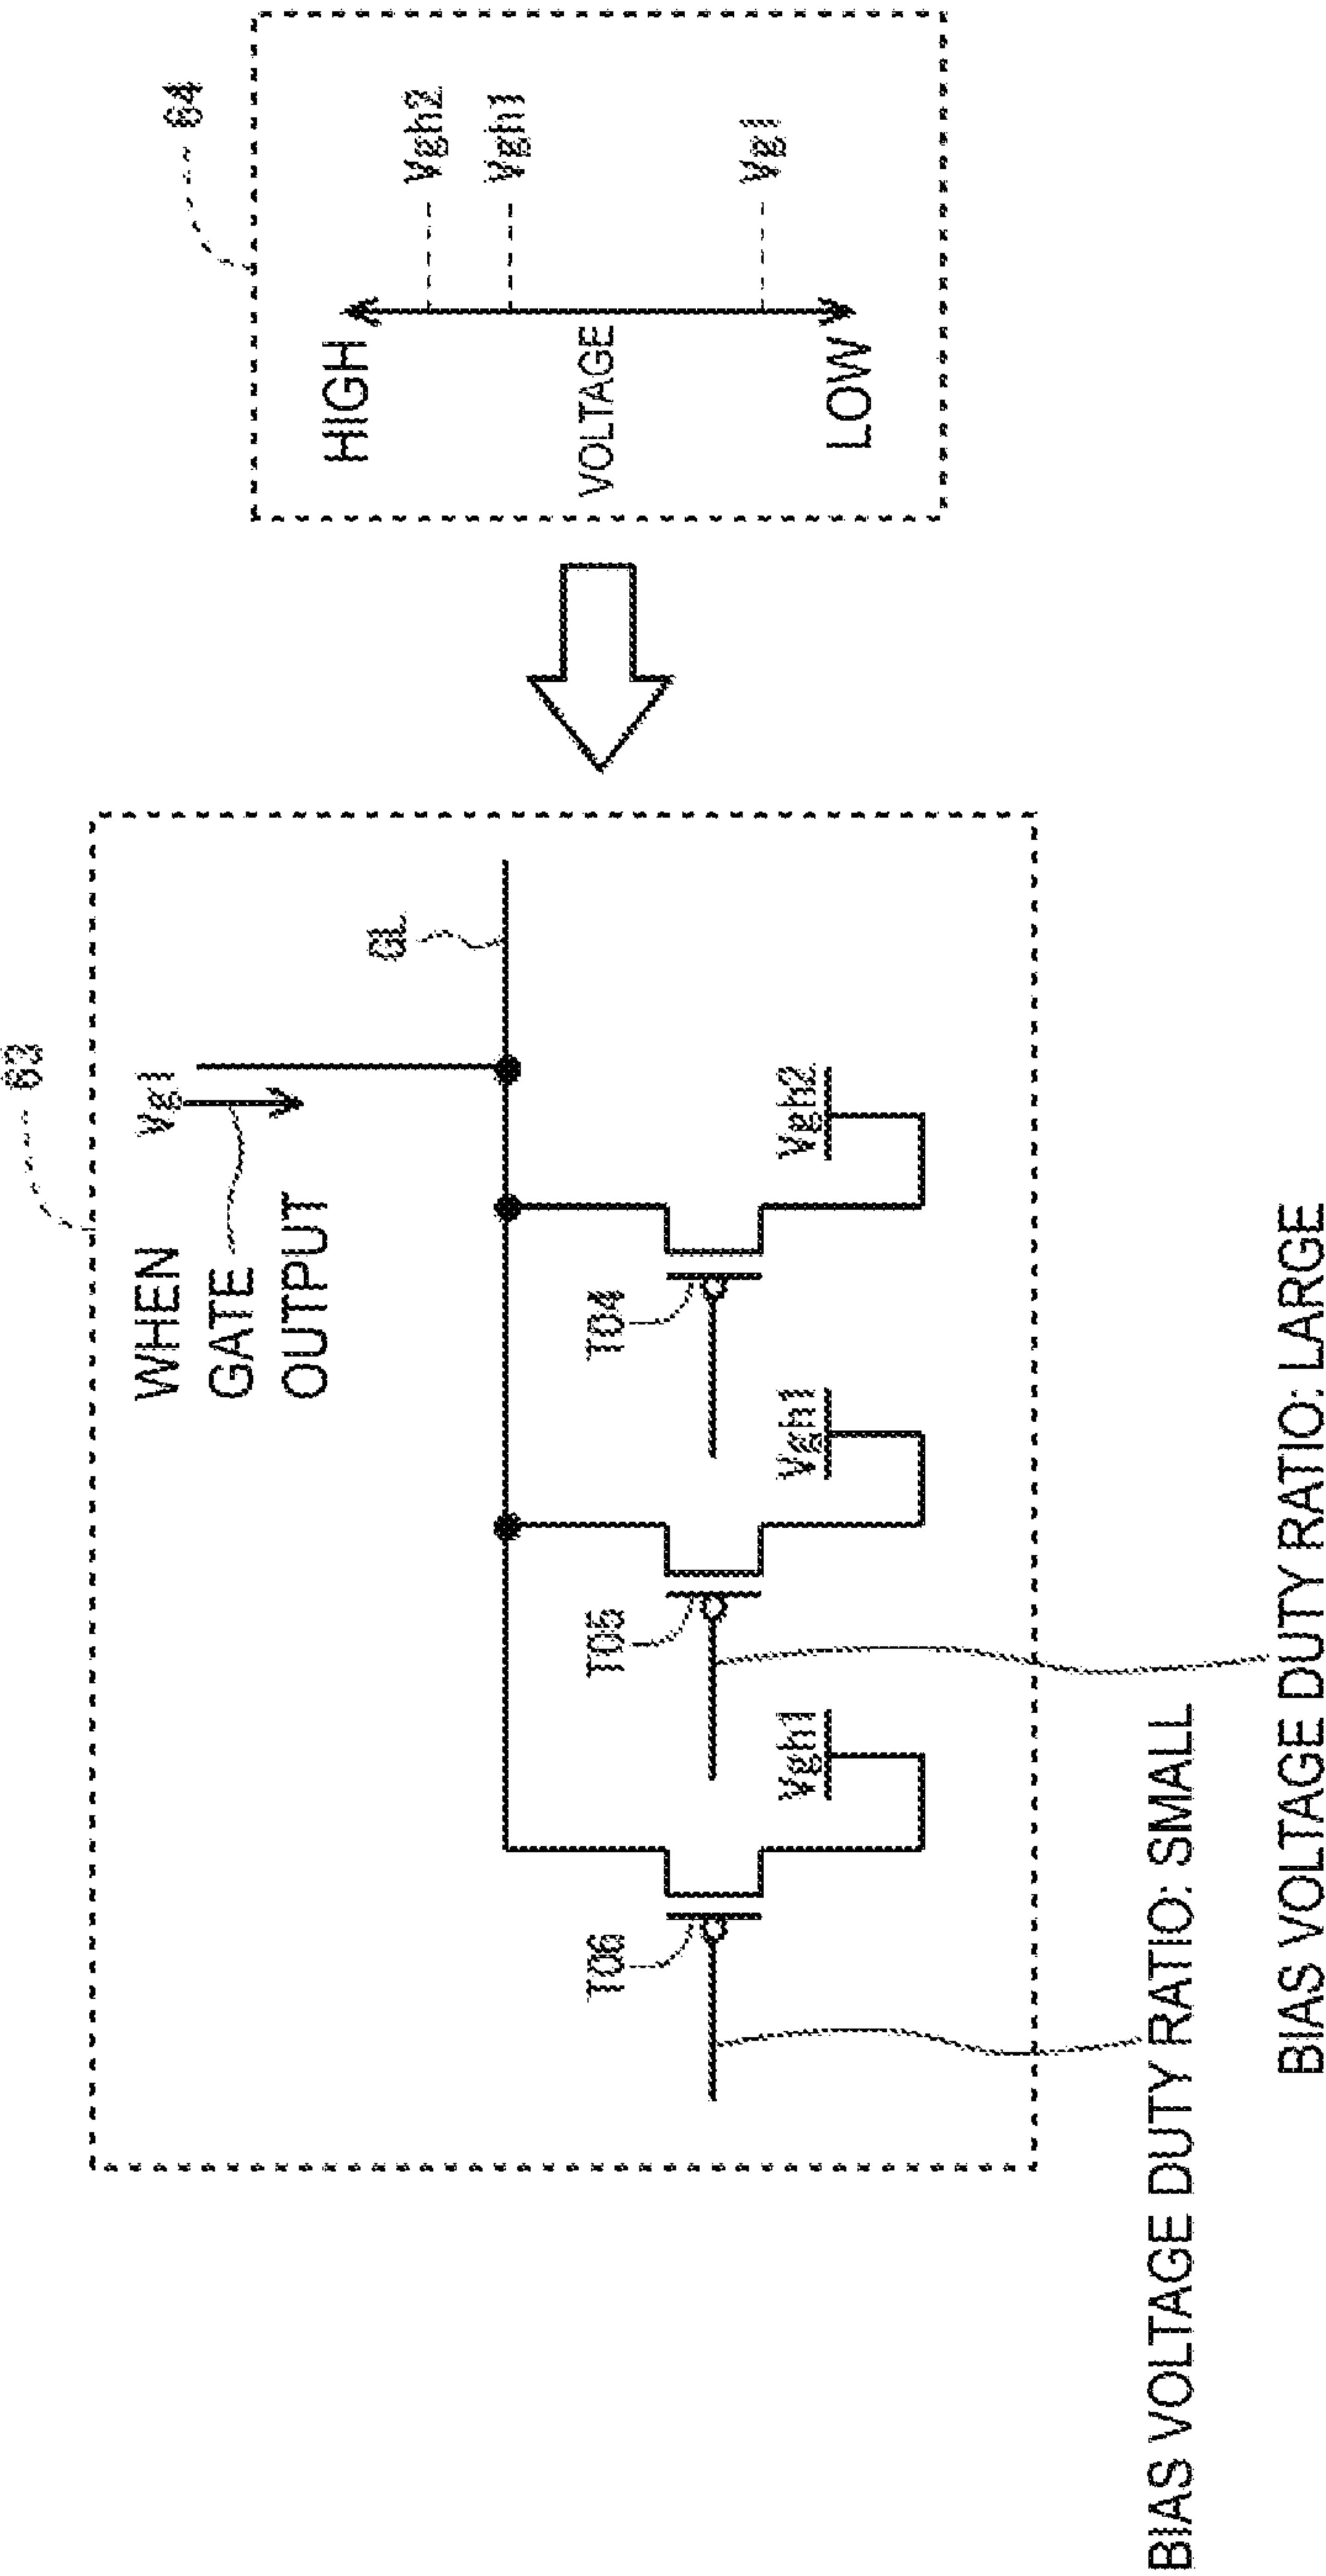 63
WHEN
GATE
OUTPUT
Vgl
GL
T06
T05
T04
Vgh1
Vgh1
Vgh2
BIAS VOLTAGE DUTY RATIO: SMALL
BIAS VOLTAGE DUTY RATIO: LARGE
64
HIGH
VOLTAGE
LOW
Vgh2
Vgh1
Vgl